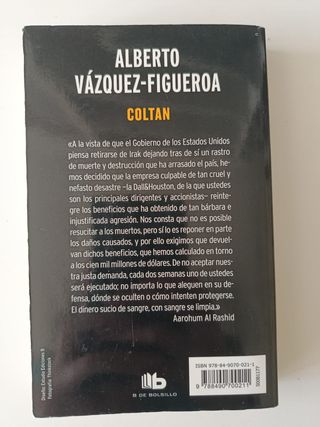 ALBERTO
VÁZQUEZ-FIGUEROA
COLTAN
«A la vista de que el Gobierno de los Estados Unidos
piensa retirarse de Irak dejando tras de sí un rastro
de muerte y destrucción que ha arrasado el país, he-
mos decidido que la empresa culpable de tan cruel y
nefasto desastre –la Dall&Houston, de la que ustedes
son los principales dirigentes y accionistas– reinte-
gre los beneficios que ha obtenido de tan bárbara e
injustificada agresión. Nos consta que no es posible
resucitar a los muertos, pero sí lo es reponer en parte
los daños causados, y por ello exigimos que devuel-
van dichos beneficios, que hemos calculado en torno
a los cien mil millones de dólares. De no aceptar nues-
tra justa demanda, cada dos semanas uno de ustedes
será ejecutado; no importa lo que aleguen en su de-
fensa, dónde se oculten o cómo intenten protegerse.
El dinero sucio de sangre, con sangre se limpia.»
Aarohum Al Rashid
Diseño: Estudio Ediciones B
Fotografía: Thinkstock
b
B DE BOLSILLO
ISBN 978-84-9070-021-1
9 788490 700211